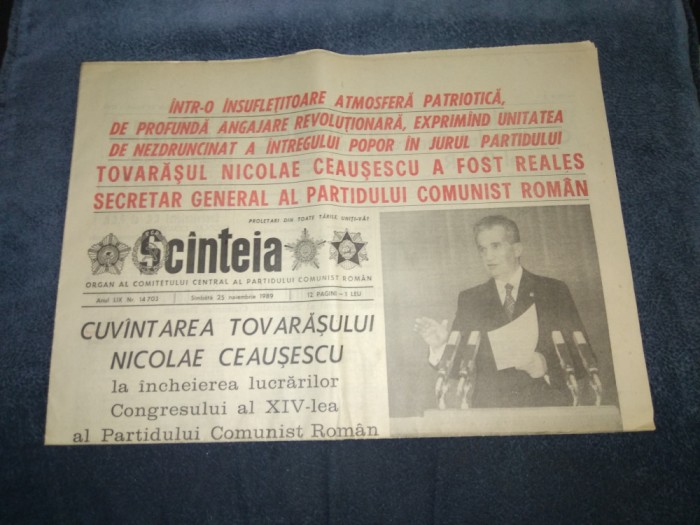 ÎNTR-O ÎNSUFLEȚITOARE ATMOSFERĂ PATRIOTICĂ,
DE PROFUNDĂ ANGAJARE REVOLUȚIONARĂ, EXPRIMÎND UNITATEA
DE NEZDRUNCINAT A ÎNTREGULUI POPOR ÎN JURUL PARTIDULUI
TOVARĂȘUL NICOLAE CEAUȘESCU A FOST REALES
SECRETAR GENERAL AL PARTIDULUI COMUNIST ROMÂN
PROLETARI DIN TOATE ȚĂRILE UNIȚI-VĂ!
Scînteia
ORGAN AL COMITETULUI CENTRAL AL PARTIDULUI COMUNIST ROMÂN
Anul LIX Nr. 14 703
Sîmbătă 25 noiembrie 1989
12 PAGINI - 1 LEU
CUVÎNTAREA TOVARĂȘULUI
NICOLAE CEAUȘESCU
la încheierea lucrărilor
Congresului al XIV-lea
al Partidului Comunist Român